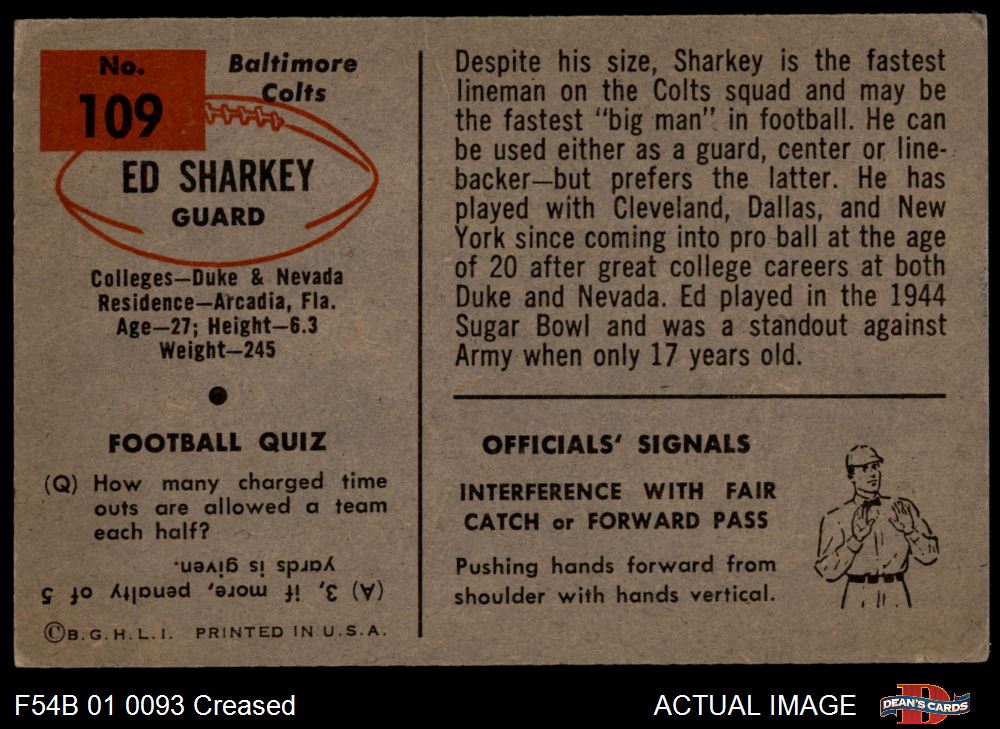 No.
109
Baltimore
Colts
ED SHARKEY
GUARD
Colleges—Duke & Nevada
Residence—Arcadia, Fla.
Age—27; Height—6.3
Weight—245
FOOTBALL QUIZ
(Q) How many charged time
outs are allowed a team
each half?
(A) 3, if more, penalty of 5
yards is given.
©B.G.H.L.I. PRINTED IN U.S.A.
Despite his size, Sharkey is the fastest
lineman on the Colts squad and may be
the fastest "big man" in football. He can
be used either as a guard, center or line-
backer—but prefers the latter. He has
played with Cleveland, Dallas, and New
York since coming into pro ball at the age
of 20 after great college careers at both
Duke and Nevada. Ed played in the 1944
Sugar Bowl and was a standout against
Army when only 17 years old.
OFFICIALS' SIGNALS
INTERFERENCE WITH FAIR
CATCH or FORWARD PASS
Pushing hands forward from
shoulder with hands vertical.
F54B 01 0093 Creased
ACTUAL IMAGE
DEAN'S CARDS